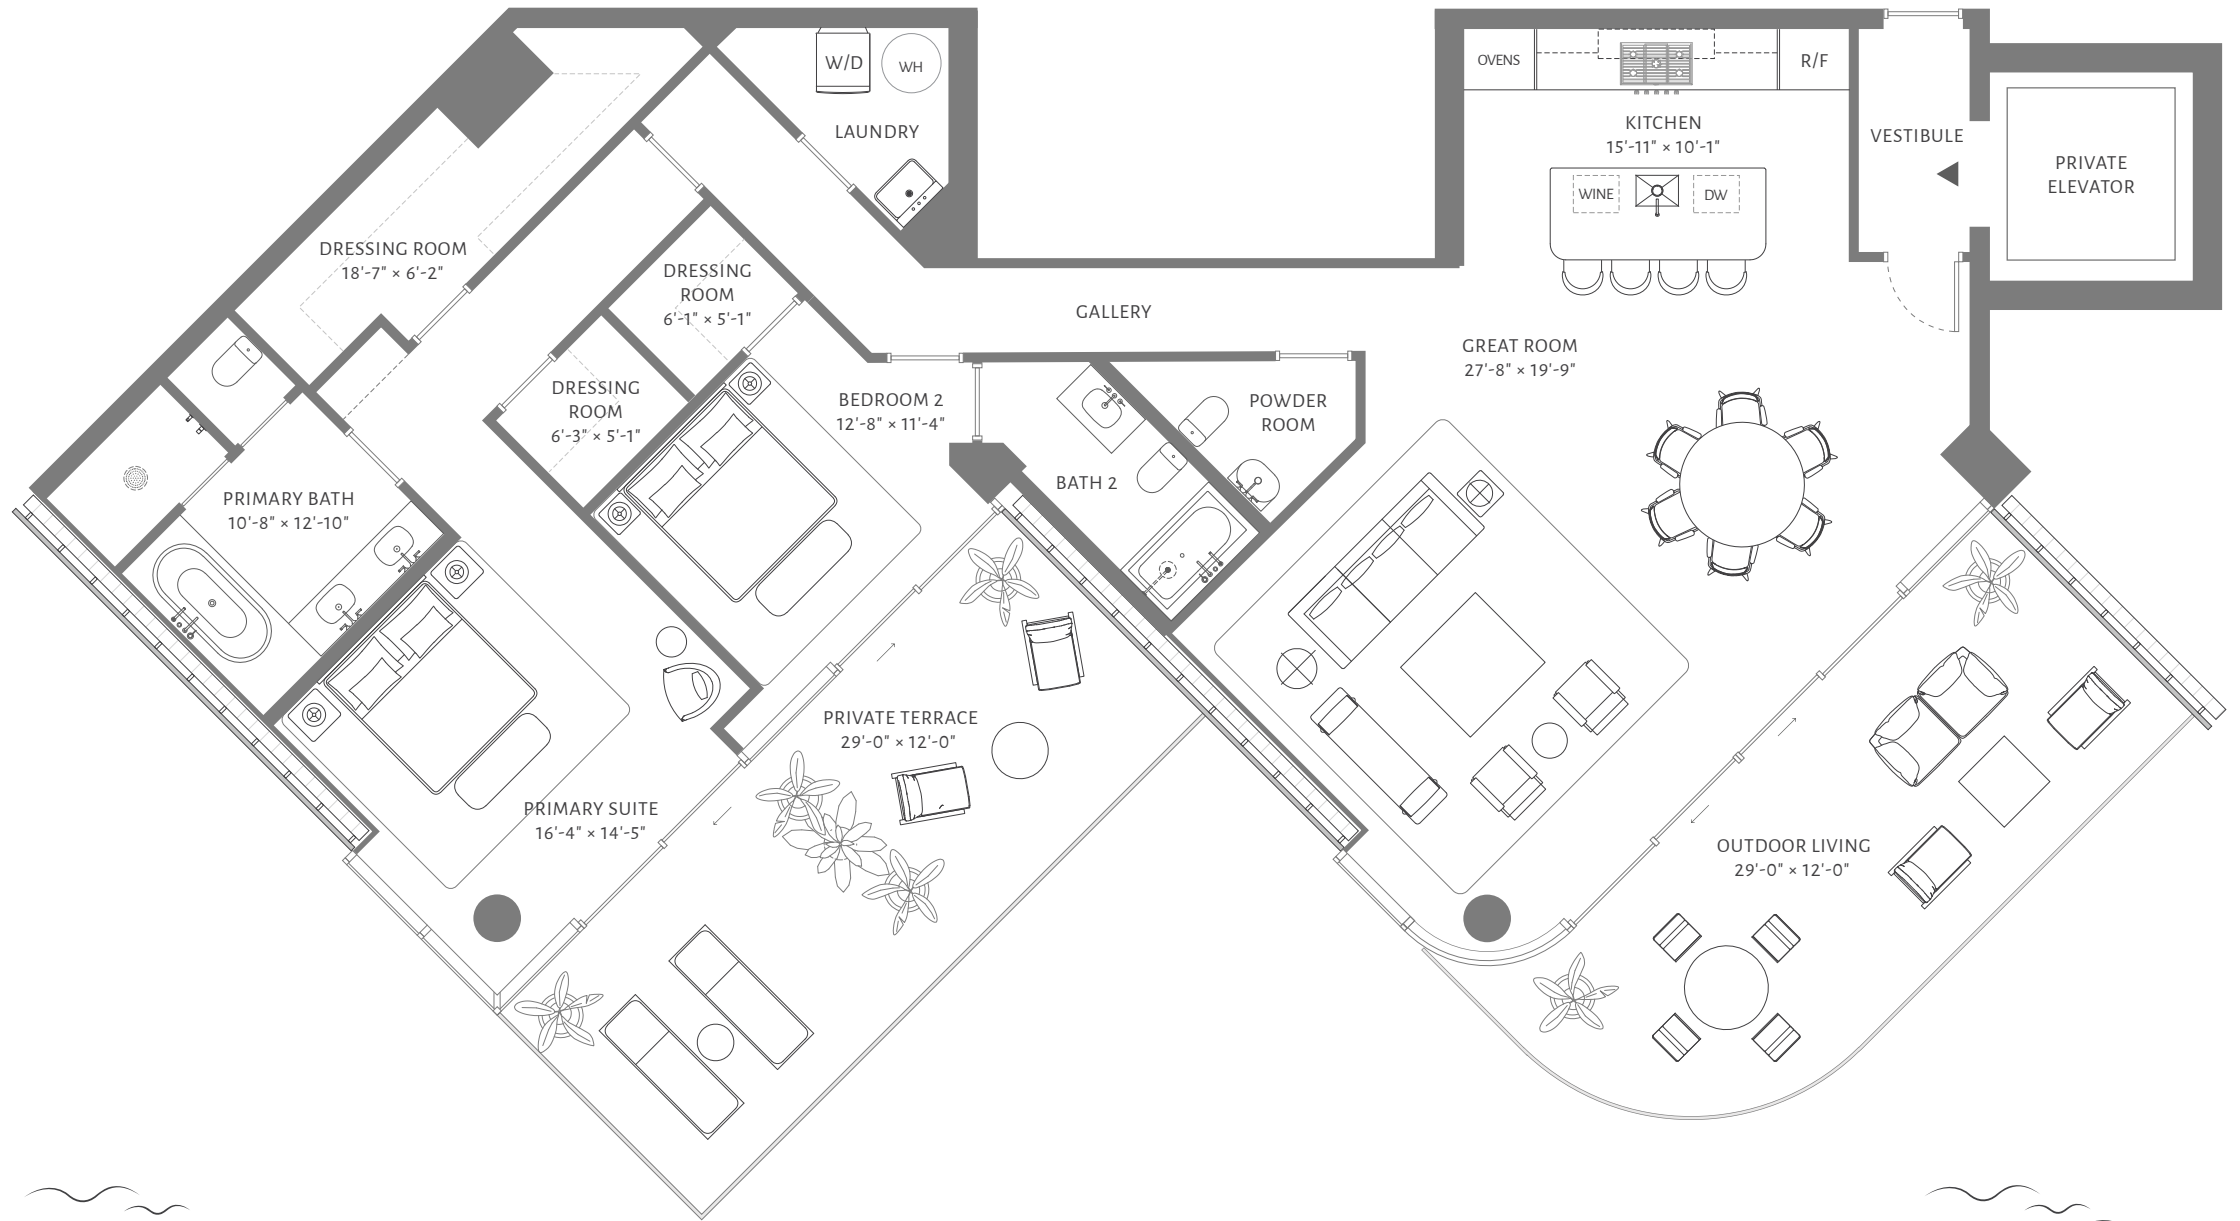 W/D
WH
LAUNDRY
OVENS
R/F
KITCHEN
15'-11" × 10'-1"
VESTIBULE
PRIVATE
ELEVATOR
WINE
DW
DRESSING ROOM
18'-7" × 6'-2"
DRESSING
ROOM
6'-1" × 5'-1"
GALLERY
GREAT ROOM
27'-8" × 19'-9"
DRESSING
ROOM
6'-3" × 5'-1"
BEDROOM 2
12'-8" × 11'-4"
POWDER
ROOM
BATH 2
PRIMARY BATH
10'-8" × 12'-10"
PRIVATE TERRACE
29'-0" × 12'-0"
PRIMARY SUITE
16'-4" × 14'-5"
OUTDOOR LIVING
29'-0" × 12'-0"